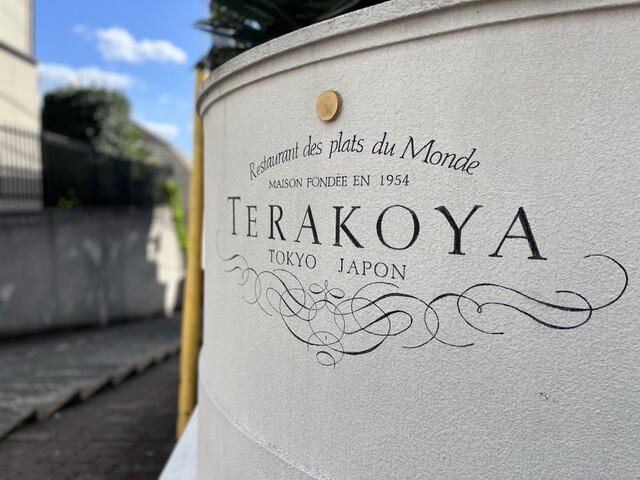 Restaurant des plats du Monde
MAISON FONDÉE EN 1954
TERAKOYA
TOKYO JAPON